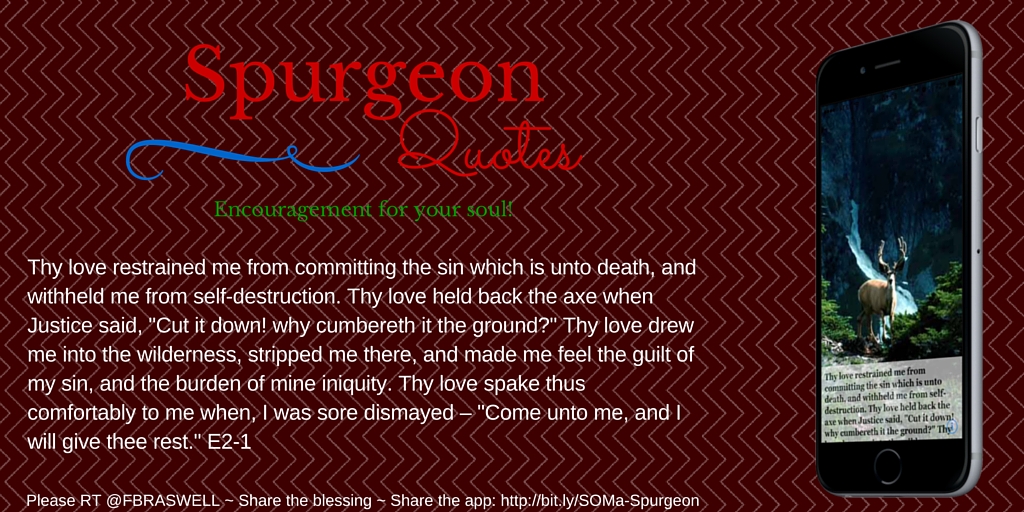 Spurgeon
Quotes
Encouragement for your soul!
Thy love restrained me from committing the sin which is unto death, and
withheld me from self-destruction. Thy love held back the axe when
Justice said, "Cut it down! why cumbereth it the ground?" Thy love drew
me into the wilderness, stripped me there, and made me feel the guilt of
my sin, and the burden of mine iniquity. Thy love spake thus
comfortably to me when, I was sore dismayed – "Come unto me, and I
will give thee rest." E2-1
Please RT @FBRASWELL ~ Share the blessing ~ Share the app: http://bit.ly/SOMa-Spurgeon
Thy love restrained me from
committing the sin which is unto
death, and withheld me from self-
destruction. Thy love held back the
axe when Justice said, "Cut it down!
why cumbereth it the ground?" Thy